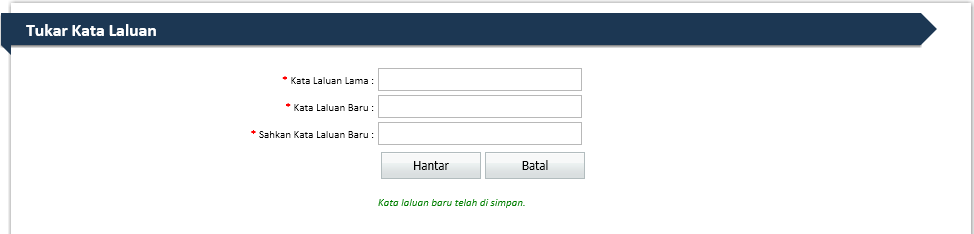 Tukar Kata Laluan
* Kata Laluan Lama :
* Kata Laluan Baru :
* Sahkan Kata Laluan Baru :
Hantar Batal
Kata laluan baru telah di simpan.